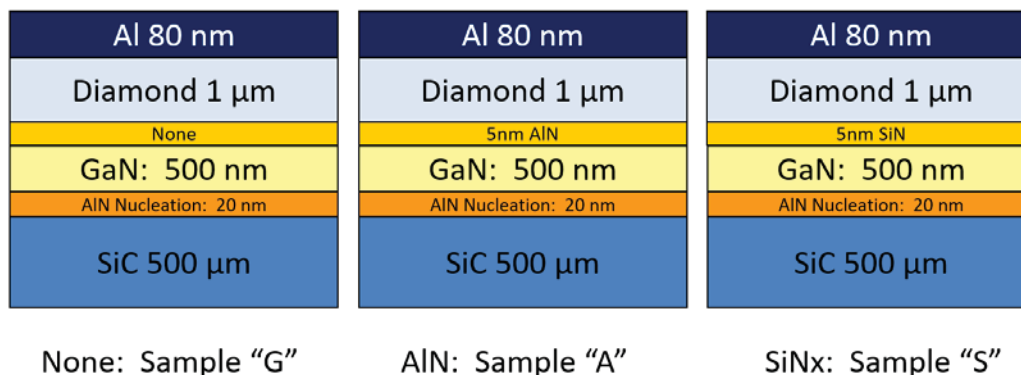 Al 80 nm
Diamond 1 μm
None
GaN: 500 nm
AlN Nucleation: 20 nm
SiC 500 μm
None: Sample “G”
Al 80 nm
Diamond 1 μm
5nm AlN
GaN: 500 nm
AlN Nucleation: 20 nm
SiC 500 μm
AlN: Sample “A”
Al 80 nm
Diamond 1 μm
5nm SiN
GaN: 500 nm
AlN Nucleation: 20 nm
SiC 500 μm
SiNx: Sample “S”